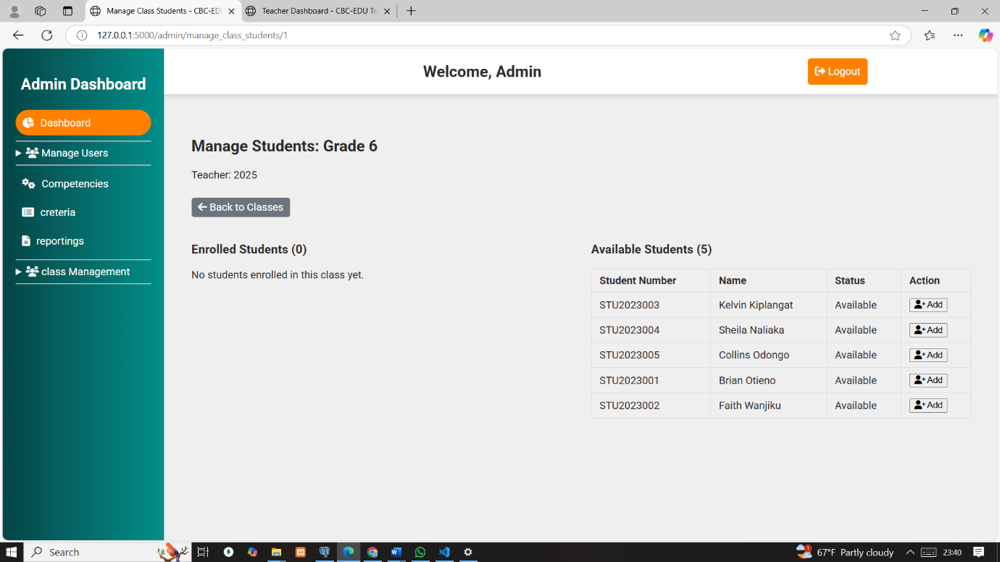 Manage Class Students - CBC-EDU
Teacher Dashboard - CBC-EDU Tr
127.0.0.1:5000/admin/manage_class_students/1
Admin Dashboard
Welcome, Admin
Logout
Dashboard
Manage Users
Competencies
creteria
reportings
class Management
Manage Students: Grade 6
Teacher: 2025
Back to Classes
Enrolled Students (0)
No students enrolled in this class yet.
Available Students (5)
Student Number Name Status Action
STU2023003 Kelvin Kiplangat Available Add
STU2023004 Sheila Naliaka Available Add
STU2023005 Collins Odongo Available Add
STU2023001 Brian Otieno Available Add
STU2023002 Faith Wanjiku Available Add
Search
1
67°F Partly cloudy
23:40